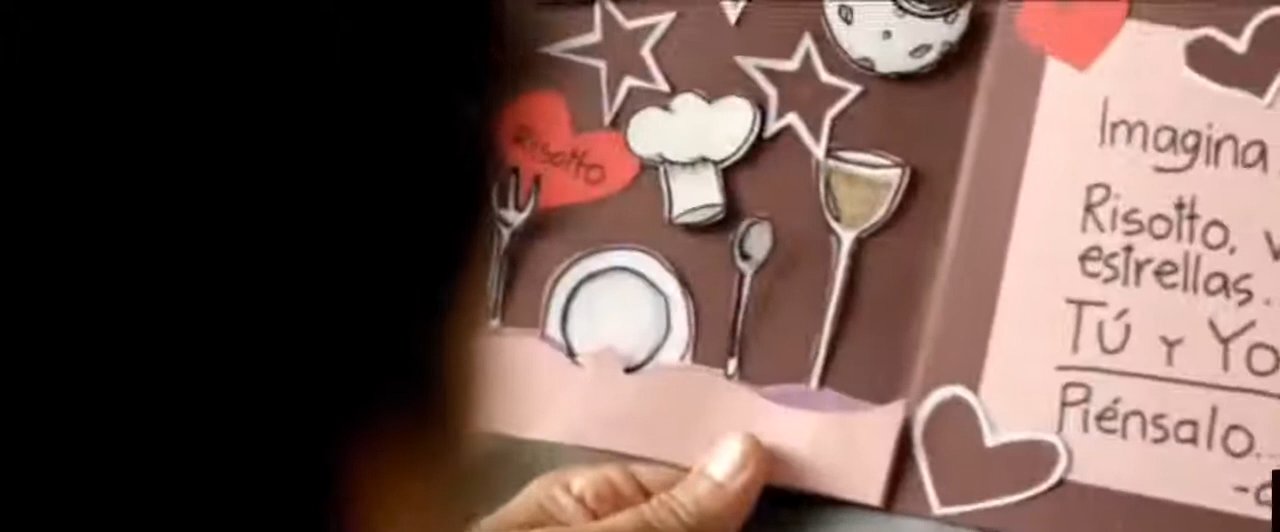 Risotto
Imagina
Risotto,
estrellas.
Tú y Yo
Piénsalo..